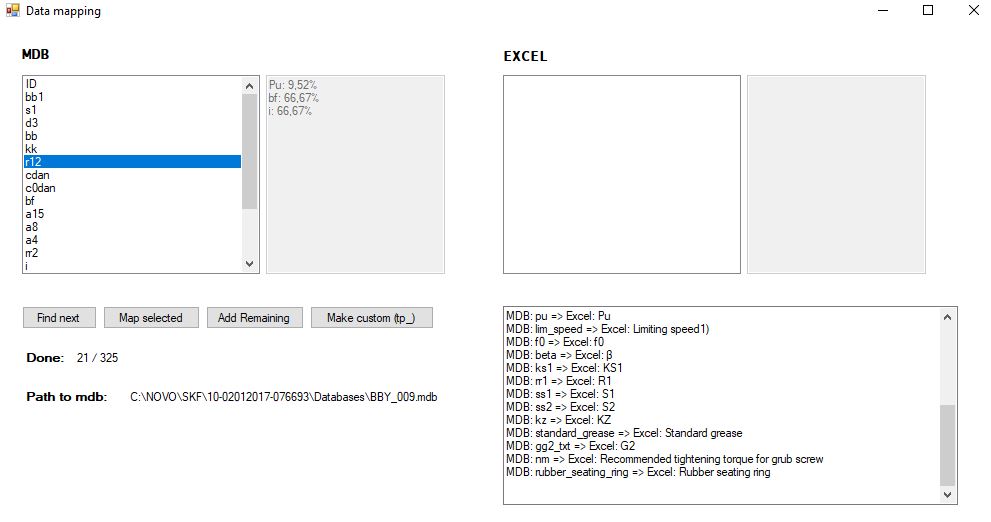 Data mapping
MDB
EXCEL
ID
bb1
s1
d3
bb
kk
r12
cdan
c0dan
bf
a15
a8
a4
rr2
i
Pu: 9,52%
bf: 66,67%
i: 66,67%
Find next
Map selected
Add Remaining
Make custom (tp_)
Done: 21 / 325
Path to mdb: C:\NOVO\SKF\10-02012017-076693\Databases\BBY_009.mdb
MDB: pu => Excel: Pu
MDB: lim_speed => Excel: Limiting speed1)
MDB: f0 => Excel: f0
MDB: beta => Excel: β
MDB: ks1 => Excel: KS1
MDB: rr1 => Excel: R1
MDB: ss1 => Excel: S1
MDB: ss2 => Excel: S2
MDB: kz => Excel: KZ
MDB: standard_grease => Excel: Standard grease
MDB: gg2_txt => Excel: G2
MDB: nm => Excel: Recommended tightening torque for grub screw
MDB: rubber_seating_ring => Excel: Rubber seating ring